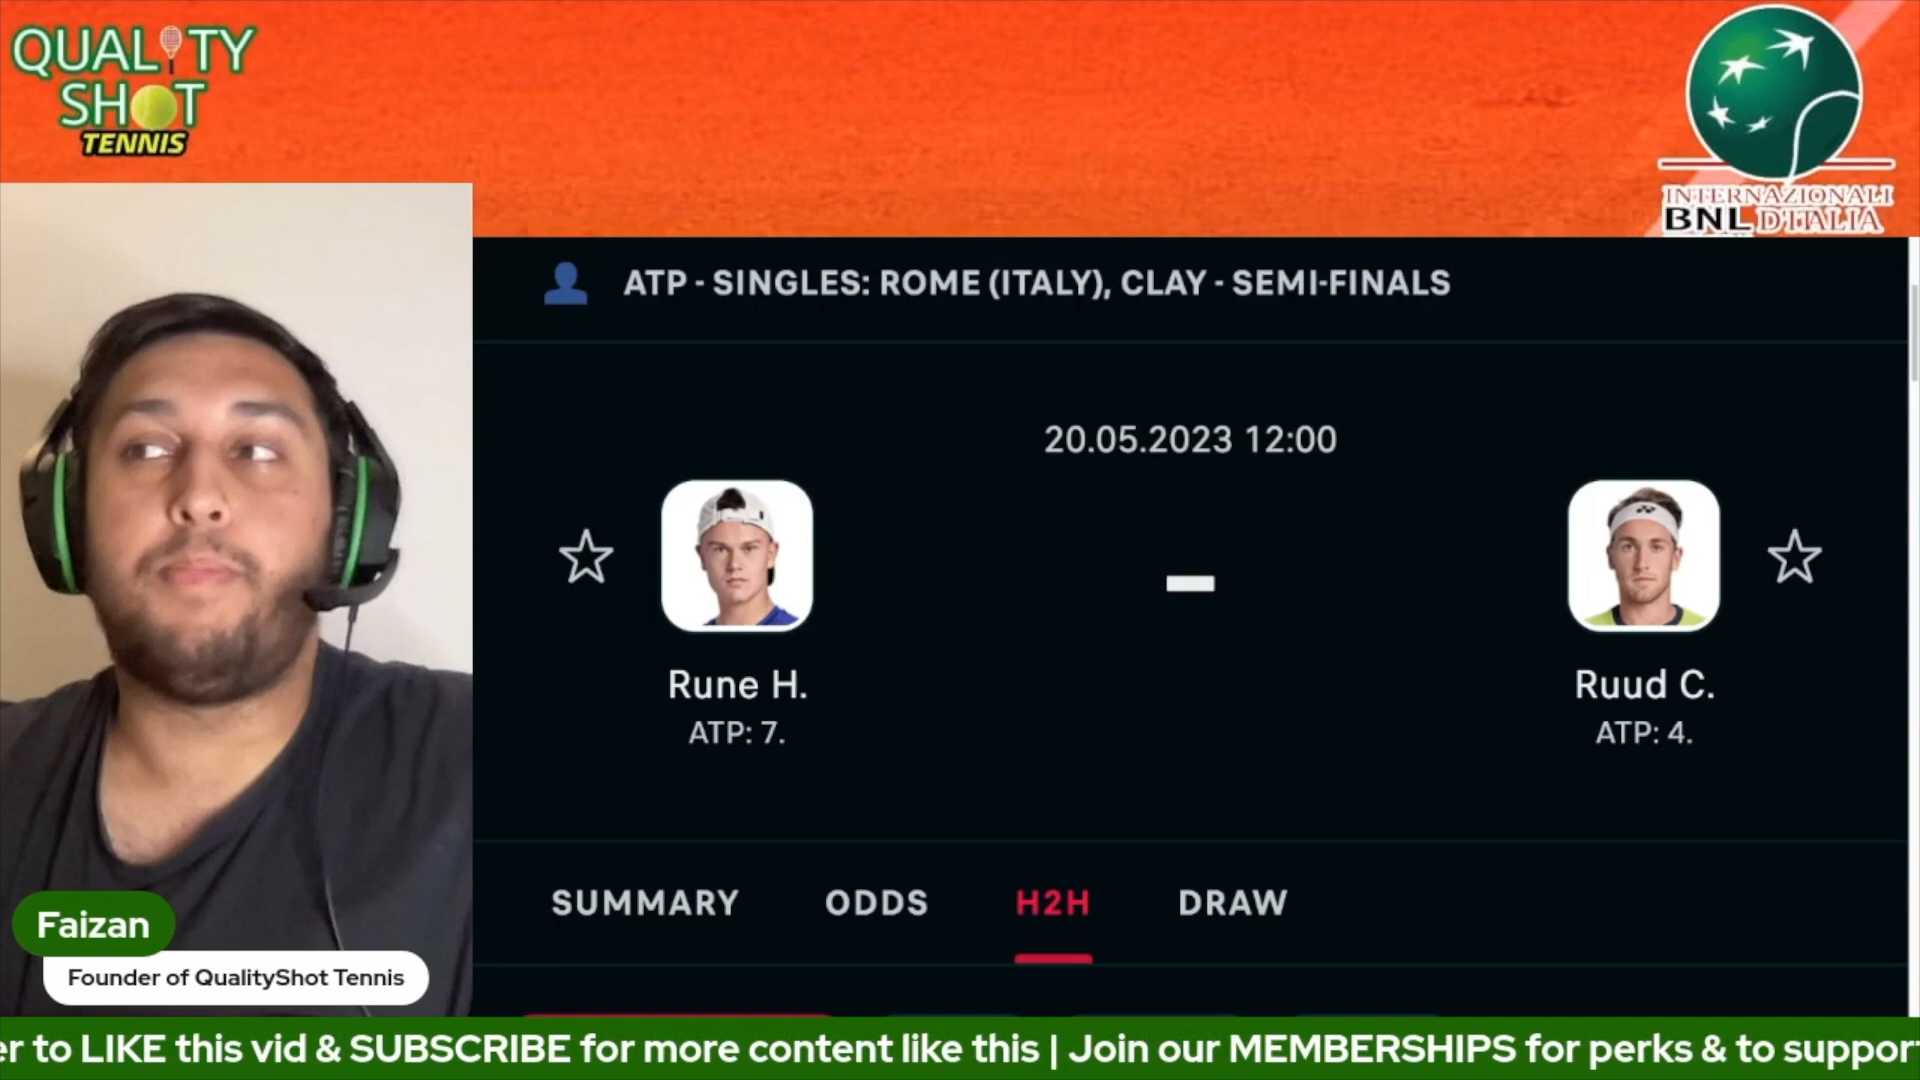 QUALITY
SHOT
TENNIS
INTERNAZIONALI
BNL D'ITALIA
ATP - SINGLES: ROME (ITALY), CLAY - SEMI-FINALS
20.05.2023 12:00
Rune H.
ATP: 7.
Ruud C.
ATP: 4.
SUMMARY
ODDS
H2H
DRAW
Faizan
Founder of QualityShot Tennis
er to LIKE this vid & SUBSCRIBE for more content like this | Join our MEMBERSHIPS for perks & to suppor